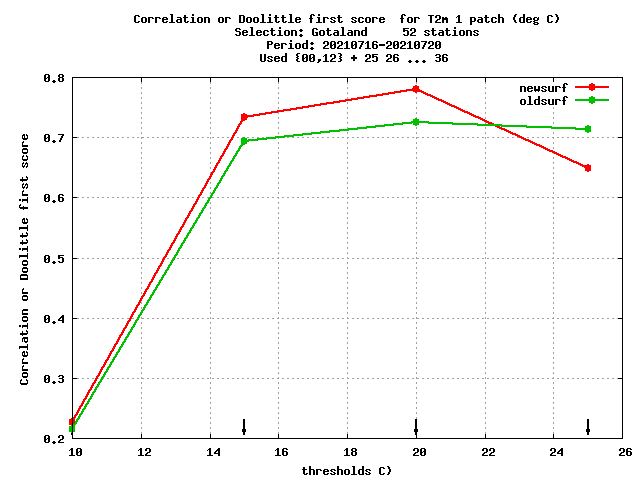 Correlation or Doolittle first score  for T2m 1 patch (deg C)
Selection: Gotaland     52 stations
Period: 20210716-20210720
Used {00,12} + 25 26 ... 36
newsurf
oldsurf
Correlation or Doolittle first score
0.8
0.7
0.6
0.5
0.4
0.3
0.2
10 12 14 16 18 20 22 24 26
thresholds C)